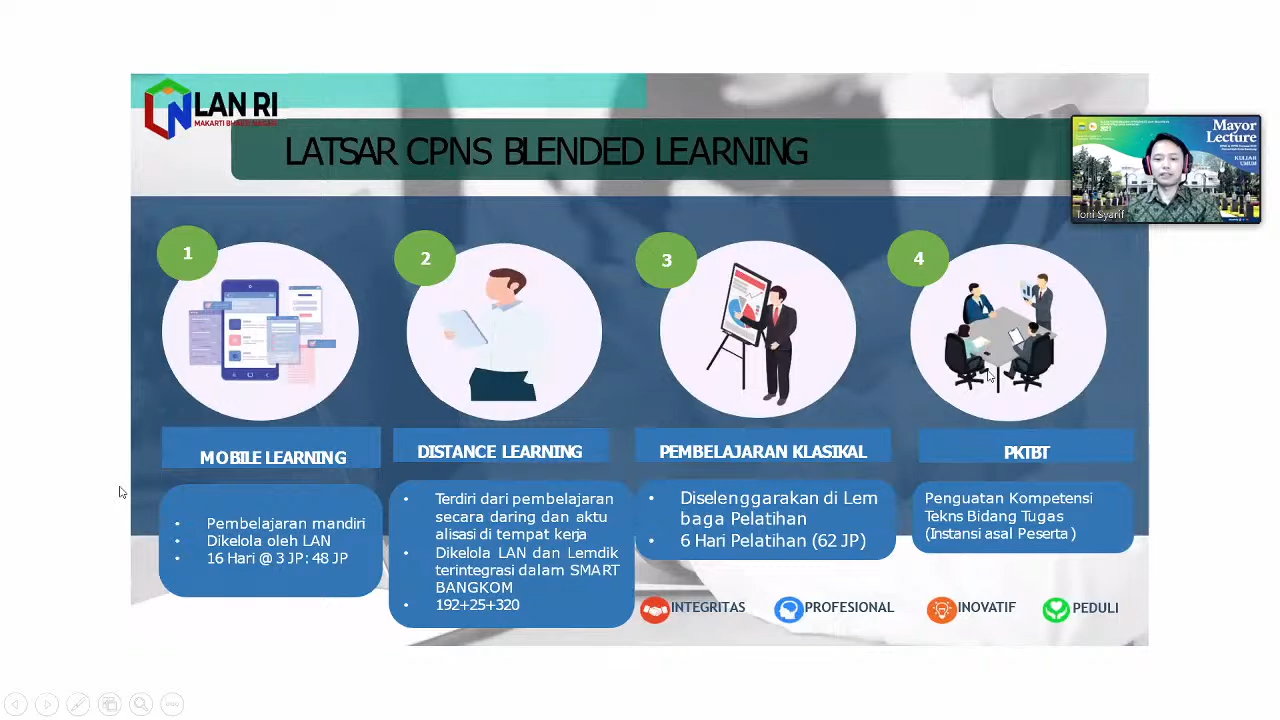 LAN RI
MAKARTI BHAKTI NAGARI
LATSAR CPNS BLENDED LEARNING
Mayor
Lecture
KULIAH
UMUM
Toni Syarif
1
2
3
4
MOBILE LEARNING
• Pembelajaran mandiri
• Dikelola oleh LAN
• 16 Hari @ 3 JP: 48 JP
DISTANCE LEARNING
• Terdiri dari pembelajaran
secara daring dan aktu
alisasi di tempat kerja
• Dikelola LAN dan Lemdik
terintegrasi dalam SMART
BANGKOM
• 192+25+320
PEMBELAJARAN KLASIKAL
• Diselenggarakan di Lem
baga Pelatihan
• 6 Hari Pelatihan (62 JP)
PKTBT
Penguatan Kompetensi
Tekns Bidang Tugas
(Instansi asal Peserta)
INTEGRITAS
PROFESIONAL
INOVATIF
PEDULI